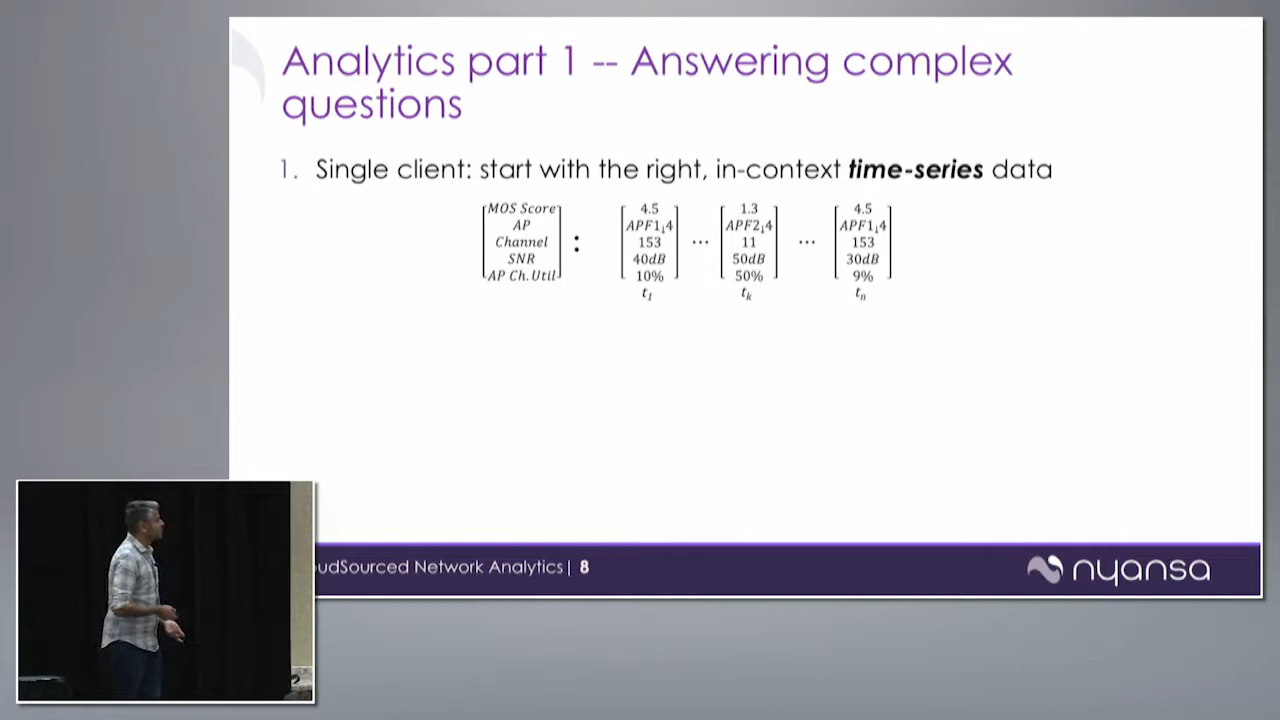 Analytics part 1 -- Answering complex
questions
1. Single client: start with the right, in-context time-series data
MOS Score
AP
Channel
SNR
AP Ch.Util
:
4.5
APF1,4
153
40dB
10%
t1
...
1.3
APF2,4
11
50dB
50%
tk
...
4.5
APF1,4
153
30dB
9%
tn
oudSourced Network Analytics| 8
nyansa